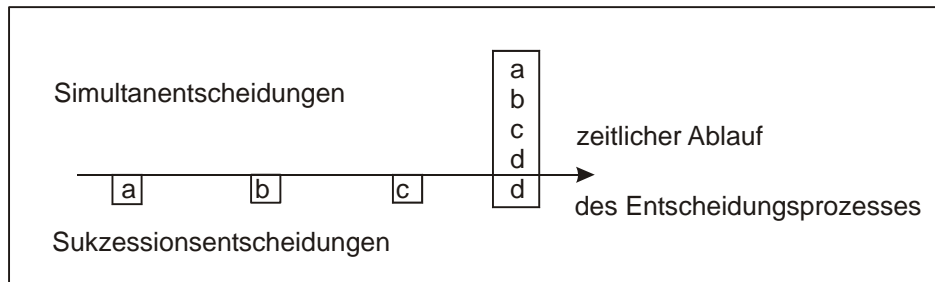 Simultanentscheidungen
a
b
c
d
zeitlicher Ablauf
a b c d
des Entscheidungsprozesses
Sukzessionsentscheidungen